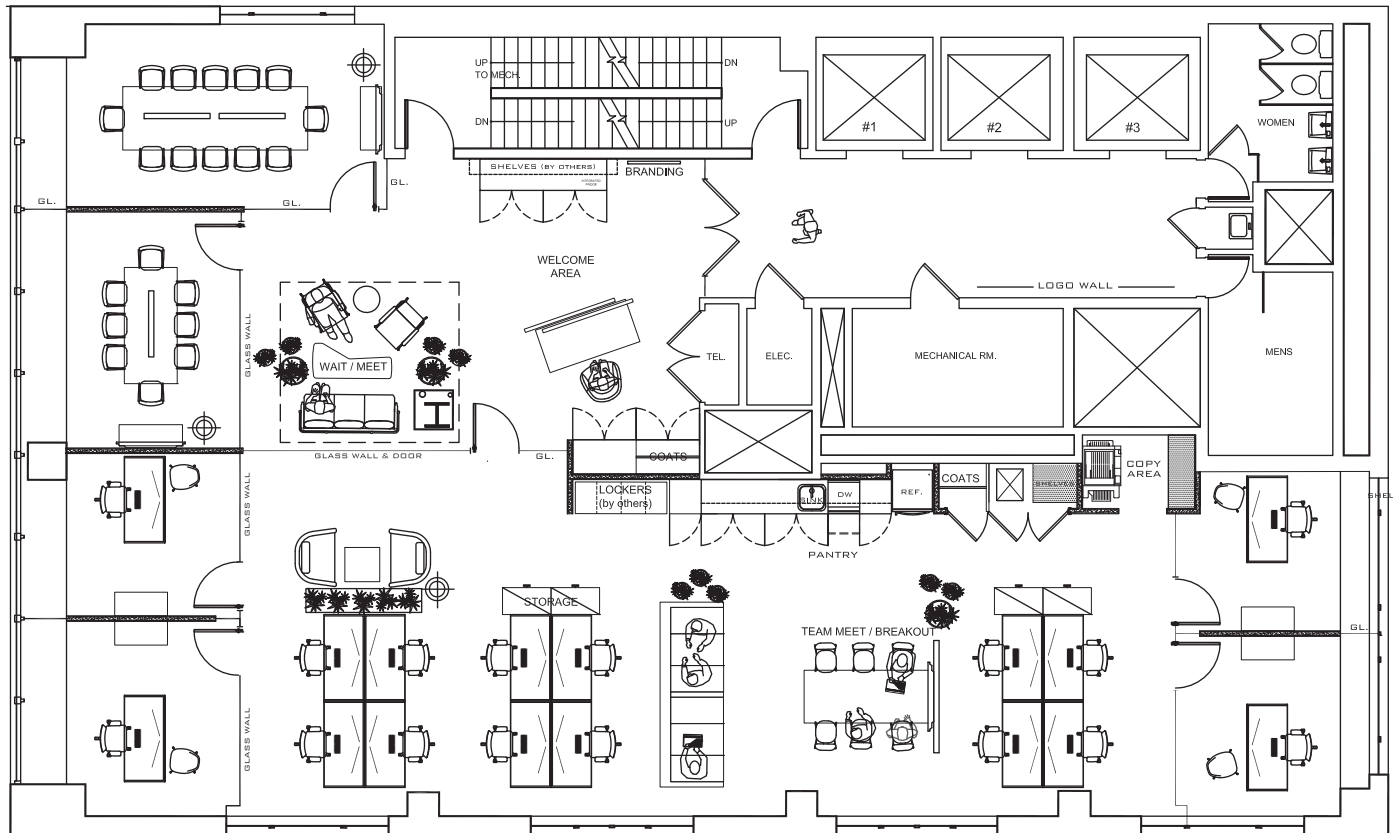 UP
TO MECH.
DN
DN
UP
#1
#2
#3
WOMEN
SHELVES (BY OTHERS)
BRANDING
GL.
GL.
GL.
WELCOME
AREA
LOGO WALL
GLASS WALL
WAIT / MEET
TEL.
ELEC.
MECHANICAL RM.
MENS
GLASS WALL & DOOR
GL.
COATS
LOCKERS
(by others)
SINK
DW
REF.
COATS
SHELVES
COPY
AREA
SHEL
GLASS WALL
PANTRY
STORAGE
TEAM MEET / BREAKOUT
GL.
GLASS WALL